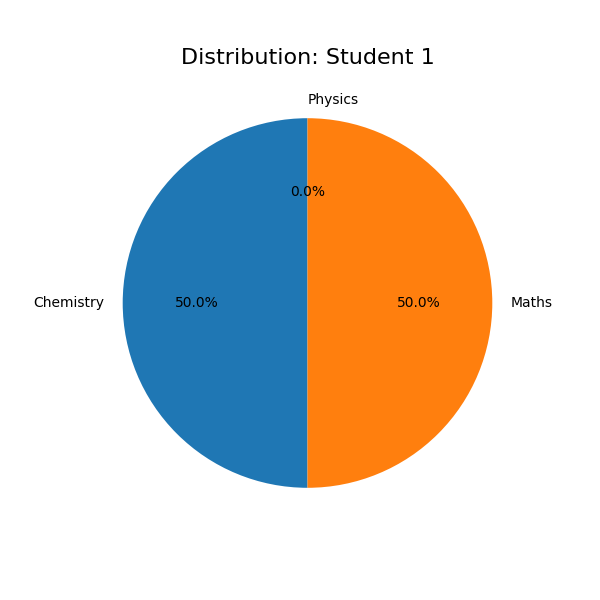 Distribution: Student 1
Physics
0.0%
Chemistry
50.0%
50.0%
Maths